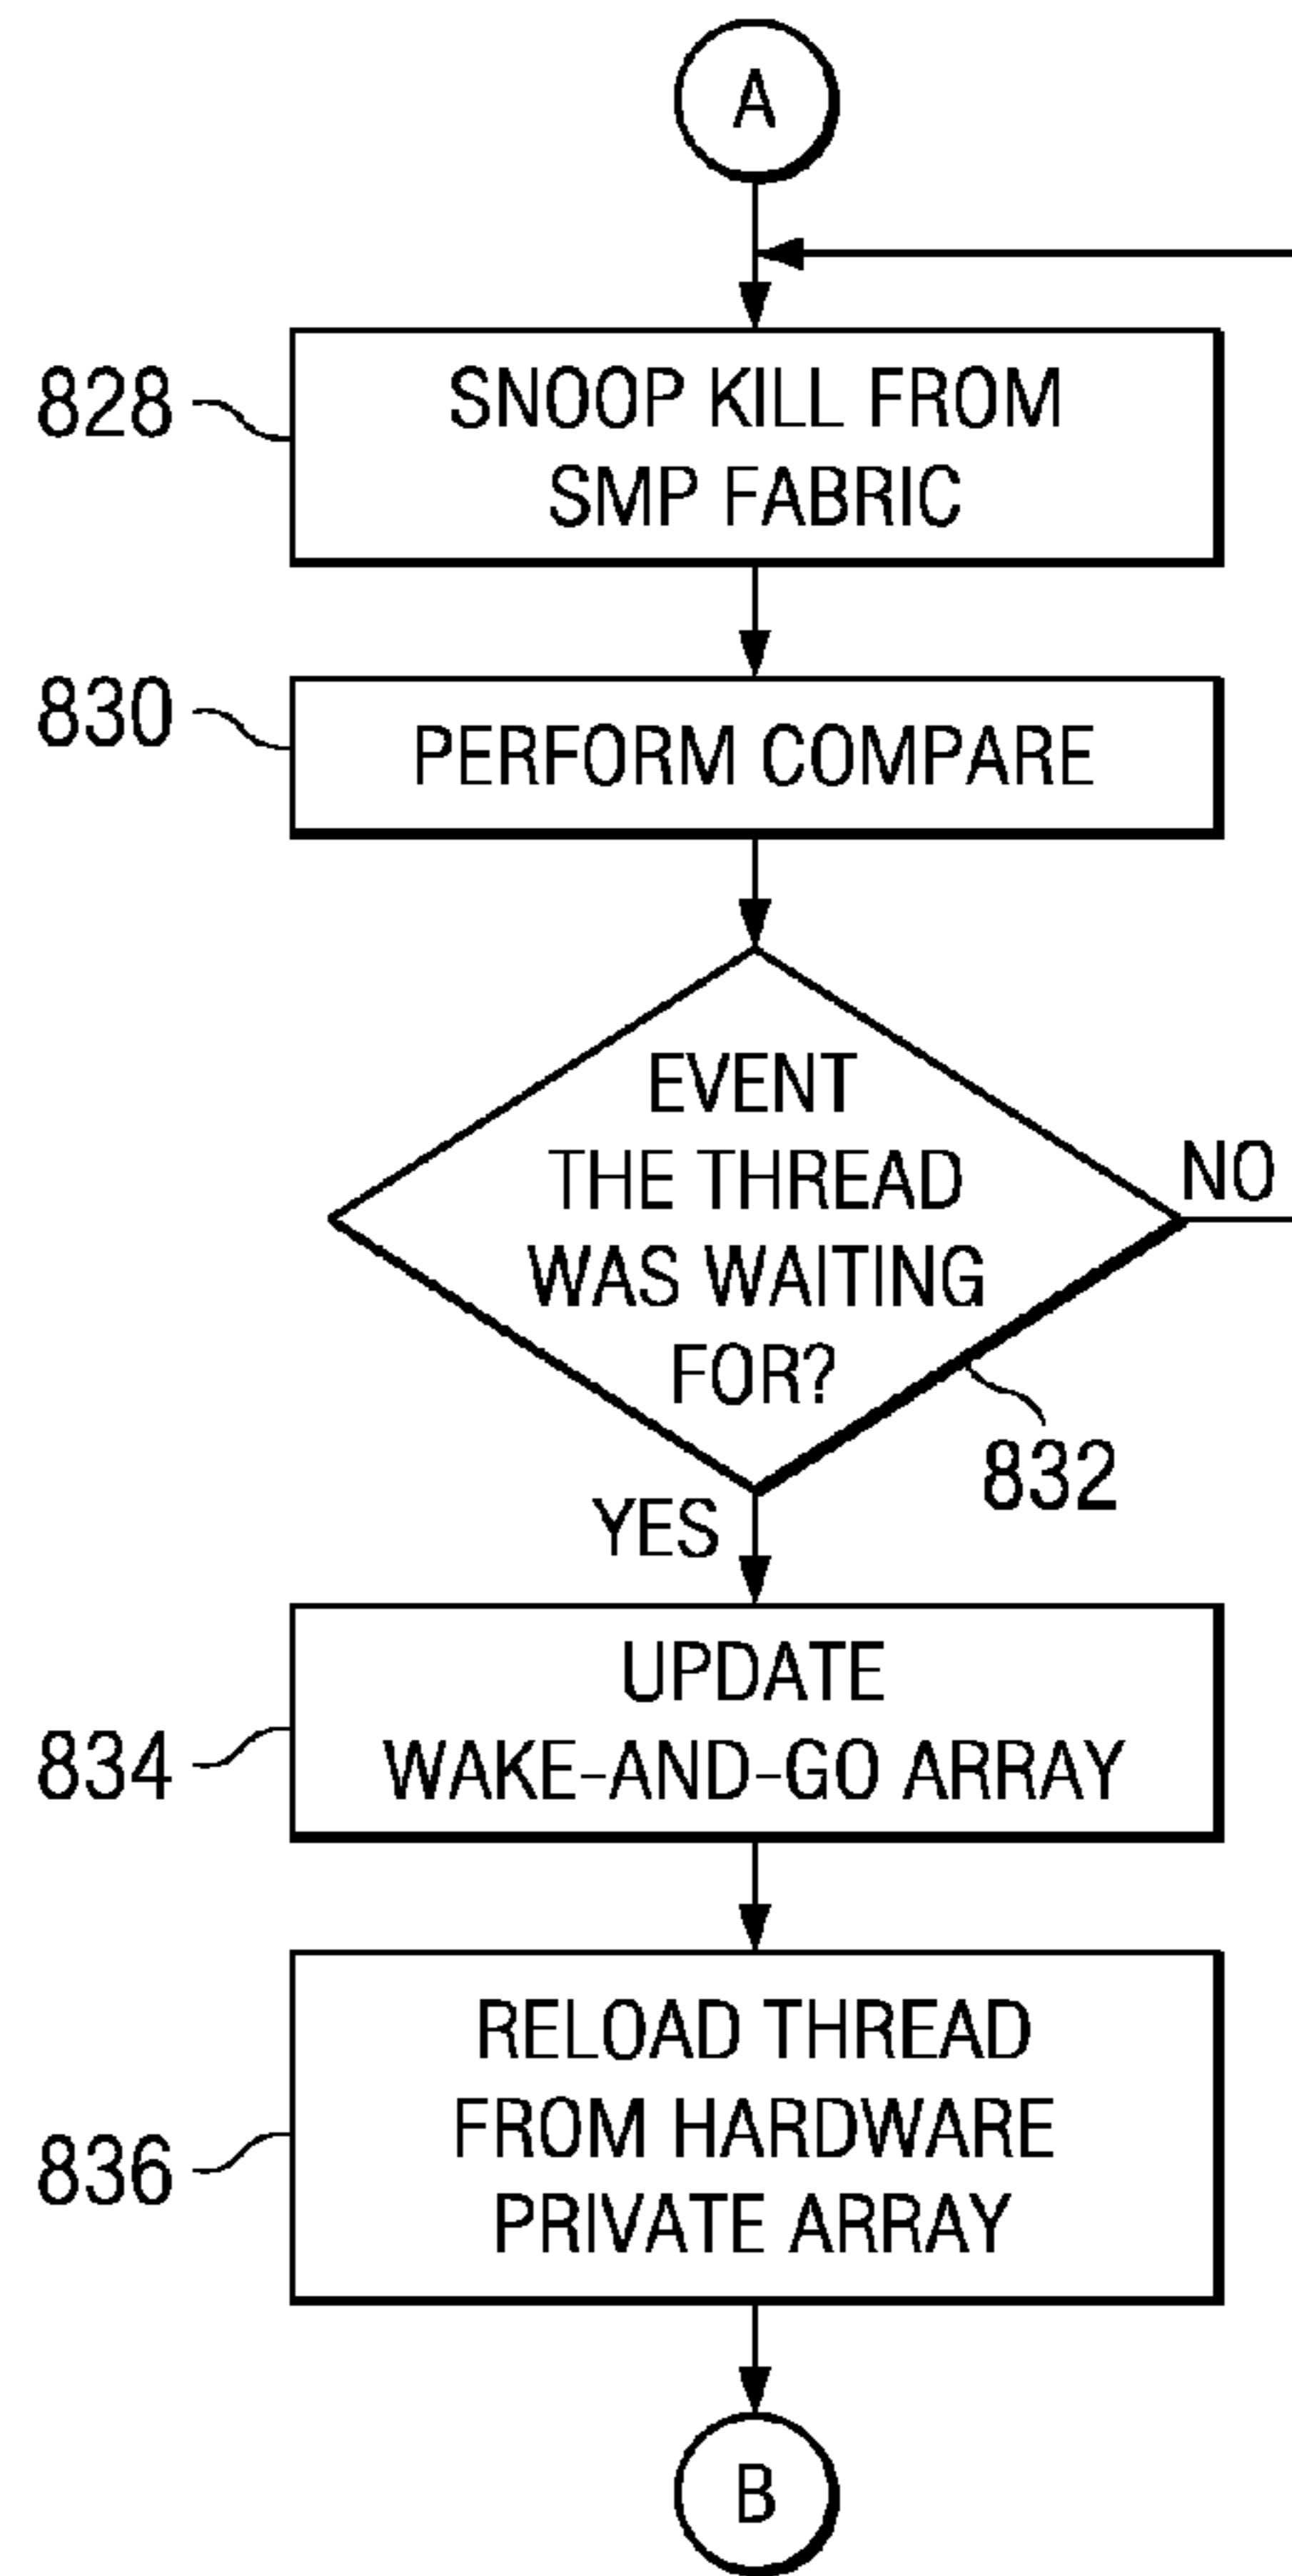 A
828
SNOOP KILL FROM
SMP FABRIC
830
PERFORM COMPARE
EVENT
THE THREAD
WAS WAITING
FOR?
NO
832
YES
834
UPDATE
WAKE-AND-GO ARRAY
836
RELOAD THREAD
FROM HARDWARE
PRIVATE ARRAY
B